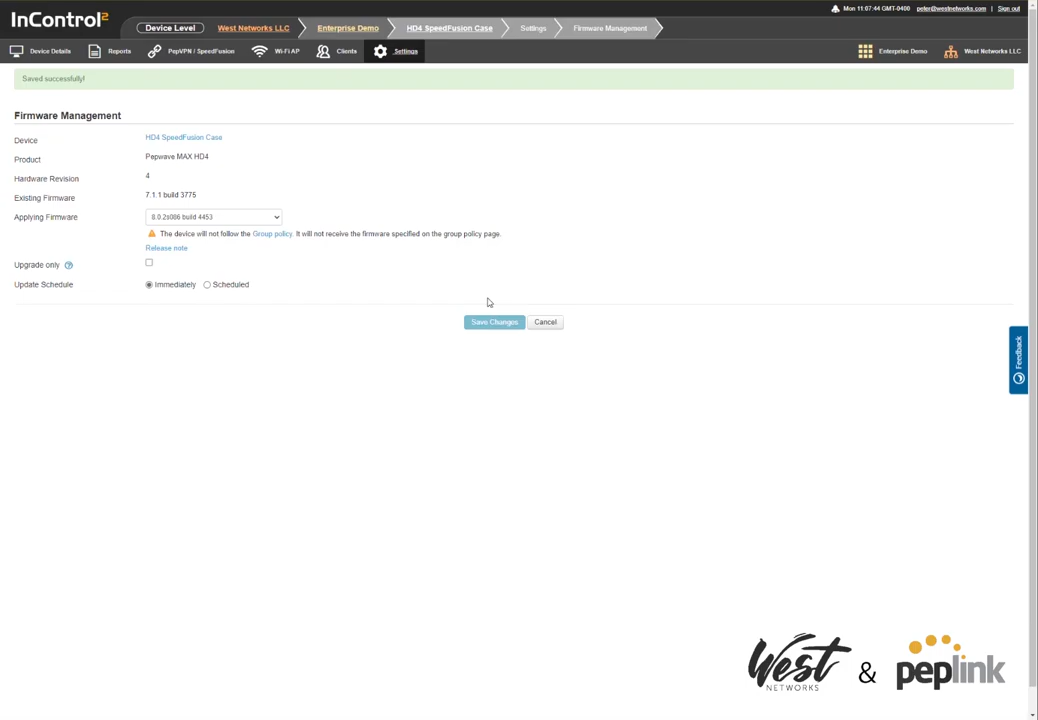 InControl2 Device Level West Networks LLC Enterprise Demo HD4 SpeedFusion Case Settings Firmware Management Mon 11:07:44 GMT-0400 peter@westnetworks.com | Sign out
Device Details Reports PepVPN / SpeedFusion Wi-Fi AP Clients Settings Enterprise Demo West Networks LLC
Saved successfully!
Firmware Management
Device HD4 SpeedFusion Case
Product Pepwave MAX HD4
Hardware Revision 4
Existing Firmware 7.1.1 build 3775
Applying Firmware 8.0.2s086 build 4453
The device will not follow the Group policy. It will not receive the firmware specified on the group policy page.
Release note
Upgrade only ?
Update Schedule Immediately Scheduled
Save Changes Cancel
Feedback
West
NETWORKS
&
peplink